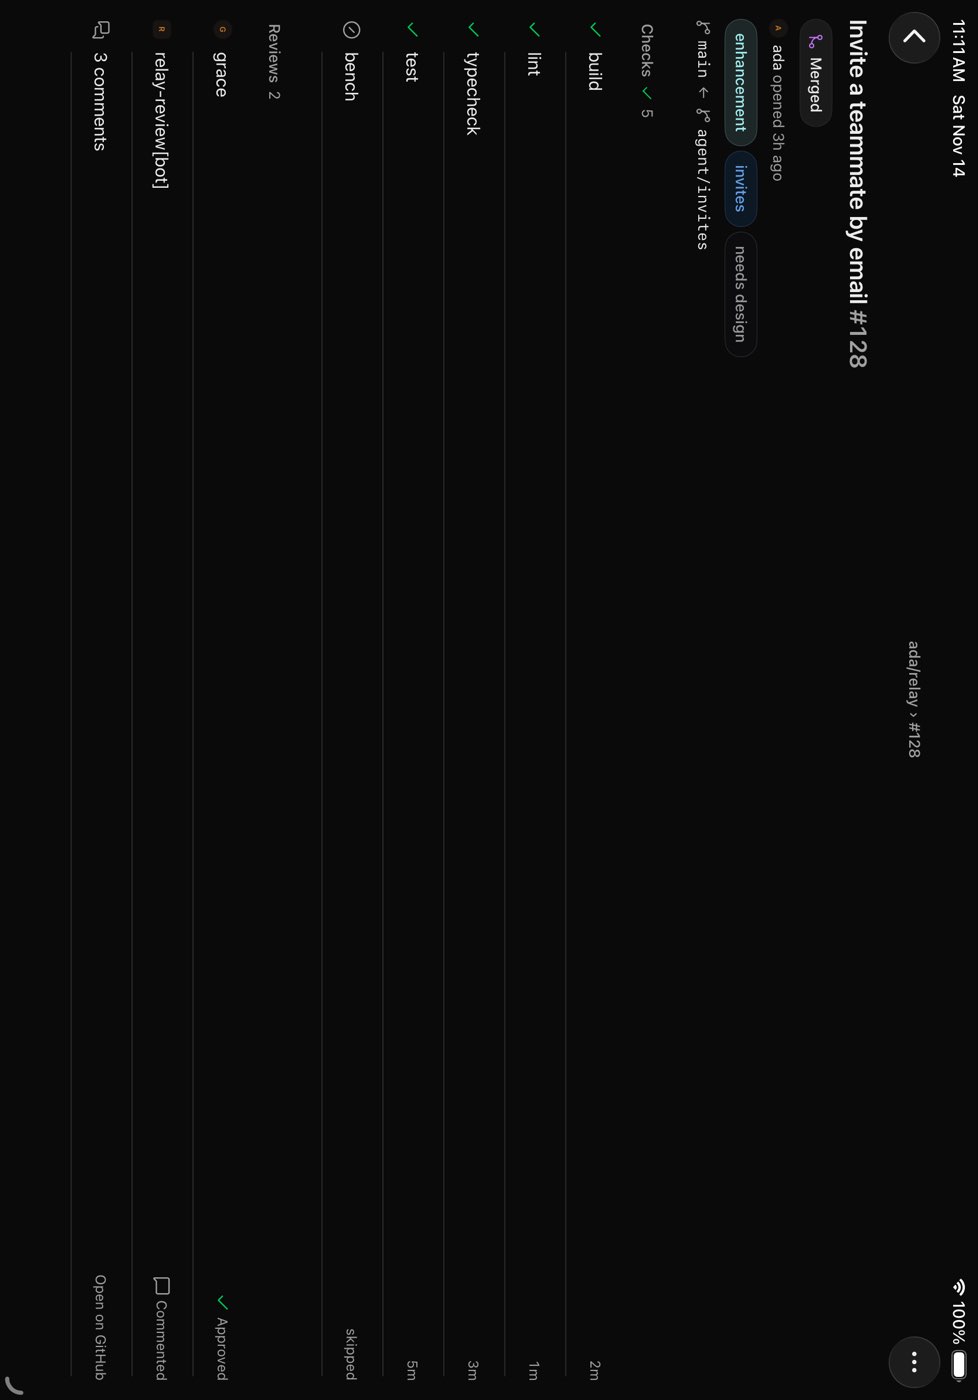 11:11 AM Sat Nov 14
100%
ada/relay › #128
Invite a teammate by email #128
Merged
A ada opened 3h ago
enhancement invites needs design
main ← agent/invites
Checks 5
build 2m
lint 1m
typecheck 3m
test 5m
bench skipped
Reviews 2
G grace Approved
R relay-review[bot] Commented
3 comments Open on GitHub